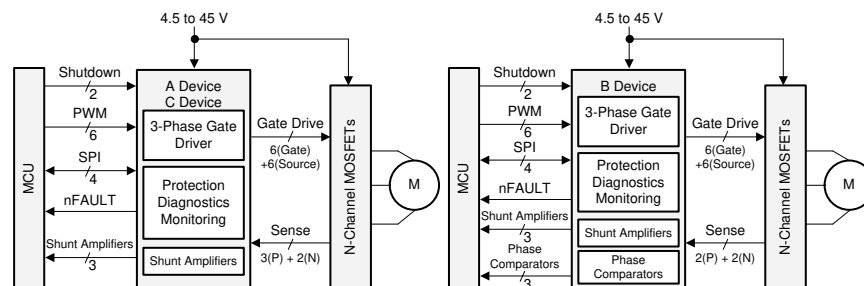 4.5 to 45 V
MCU
Shutdown
2
PWM
6
SPI
4
nFAULT
Shunt Amplifiers
3
A Device
C Device
3-Phase Gate
Driver
Protection
Diagnostics
Monitoring
Shunt Amplifiers
Gate Drive
6(Gate)
+6(Source)
Sense
3(P) + 2(N)
N-Channel MOSFETs
M
4.5 to 45 V
MCU
Shutdown
2
PWM
6
SPI
4
nFAULT
Shunt Amplifiers
3
Phase
Comparators
3
B Device
3-Phase Gate
Driver
Protection
Diagnostics
Monitoring
Shunt Amplifiers
Phase
Comparators
Gate Drive
6(Gate)
+6(Source)
Sense
2(P) + 2(N)
N-Channel MOSFETs
M